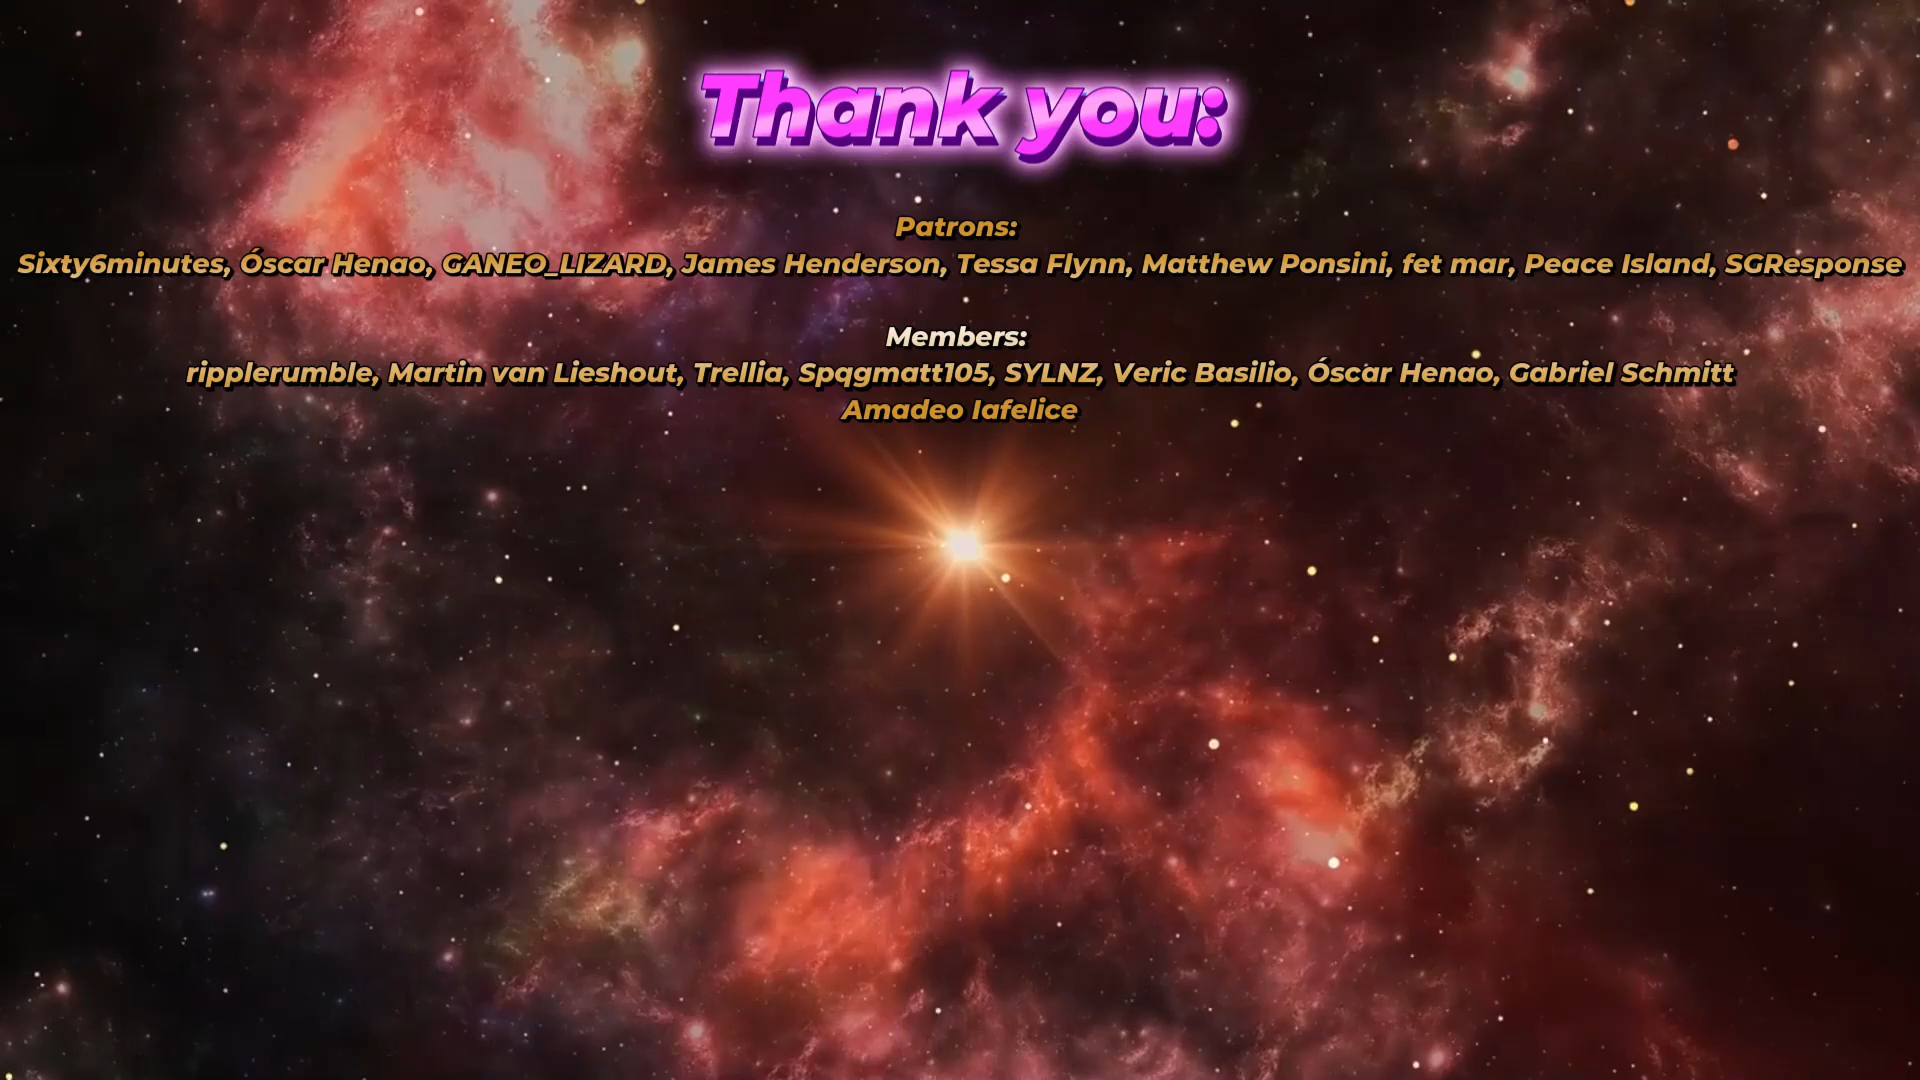 Thank you:
Patrons:
Sixty6minutes, Óscar Henao, GANEO_LIZARD, James Henderson, Tessa Flynn, Matthew Ponsini, fet mar, Peace Island, SGResponse
Members:
ripplerumble, Martin van Lieshout, Trellia, Spqgmatt105, SYLNZ, Veric Basilio, Óscar Henao, Gabriel Schmitt
Amadeo Iafelice